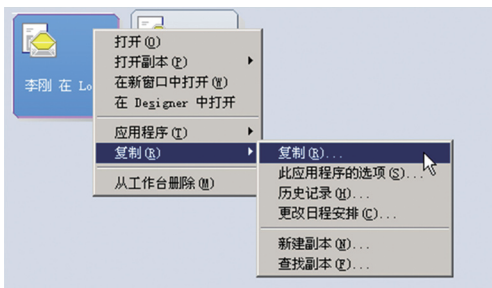 李刚 在 Lo
打开(O)
打开副本(P)
在新窗口中打开(W)
在 Designer 中打开
应用程序(T)
复制(R)
从工作台删除(M)
复制(R)...
此应用程序的选项(S)...
历史记录(H)...
更改日程安排(C)...
新建副本(N)...
查找副本(F)...